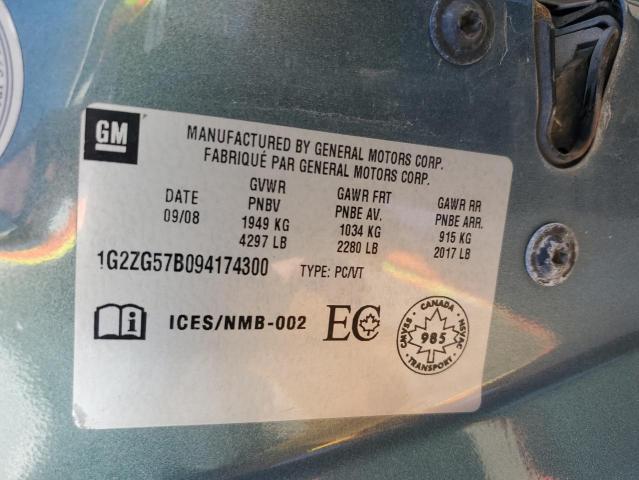 GM
MANUFACTURED BY GENERAL MOTORS CORP.
FABRIQUÉ PAR GENERAL MOTORS CORP.
DATE
09/08
GVWR
PNBV
1949 KG
4297 LB
GAWR FRT
PNBE AV.
1034 KG
2280 LB
GAWR RR
PNBE ARR.
915 KG
2017 LB
1G2ZG57B094174300 TYPE: PC/VT
i ICES/NMB-002 EC
CANADA
CMVSS
NSVAC
985
TRANSPORT